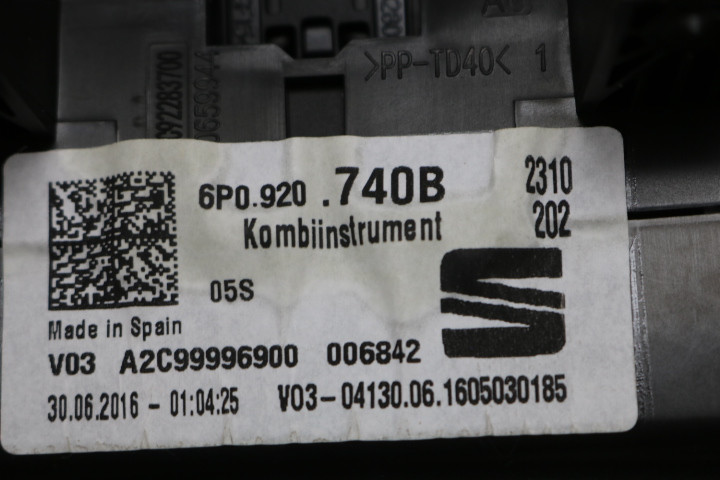 >PP-TD40< 1
6P0.920 .740B 2310
Kombiinstrument 202
05S
Made in Spain
V03 A2C99996900 006842
30.06.2016 - 01:04:25 V03-04130.06.1605030185